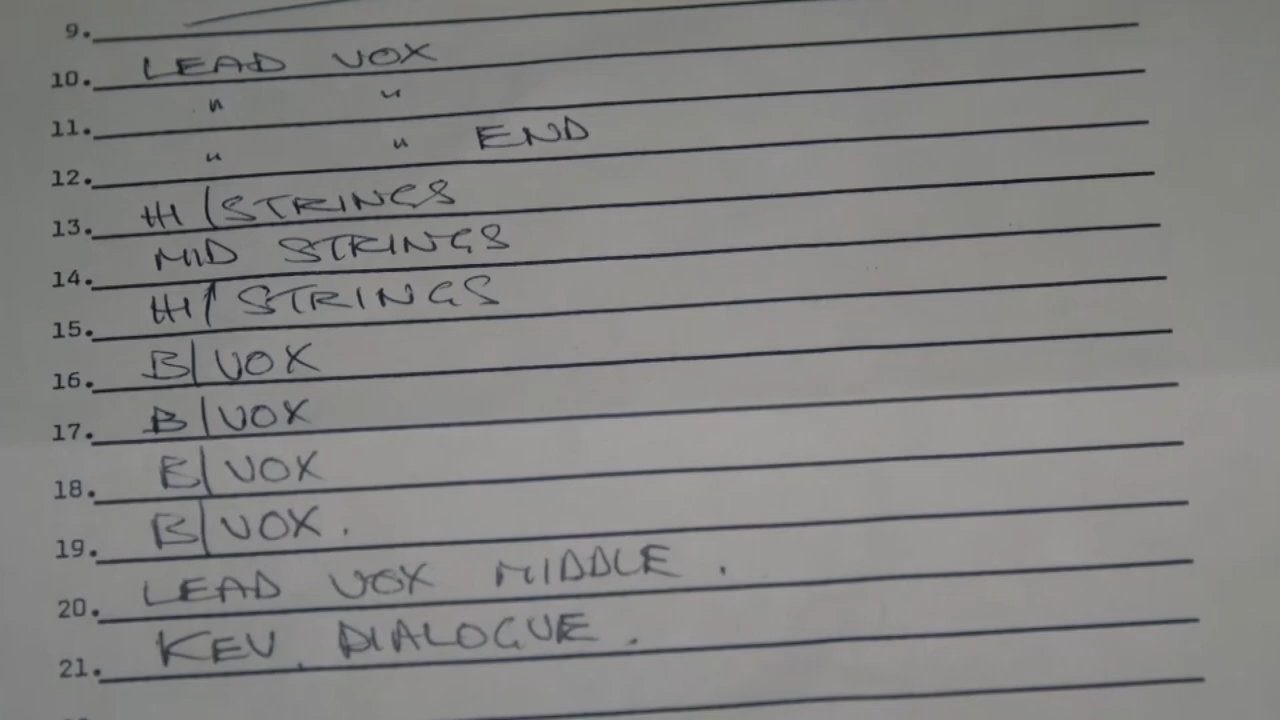 9.
10. LEAD VOX
11. " "
12. " " END
13. HI/STRINGS
14. MID STRINGS
15. HI/STRINGS
16. B/VOX
17. B/VOX
18. B/VOX
19. B/VOX.
20. LEAD VOX MIDDLE.
21. KEV. DIALOGUE.